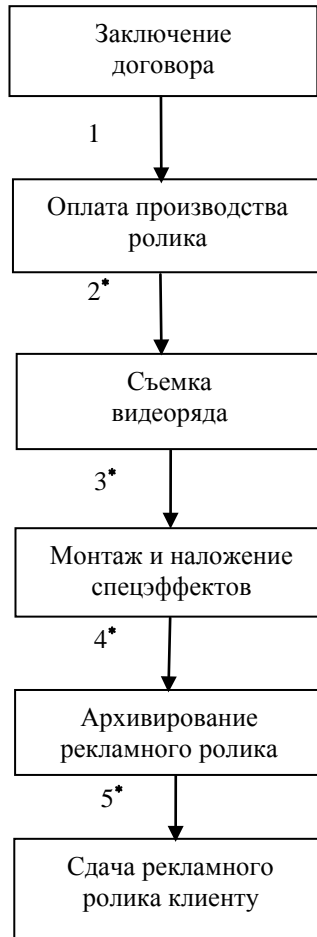 Заключение
договора
1
Оплата производства
ролика
2*
Съемка
видеоряда
3*
Монтаж и наложение
спецэффектов
4*
Архивирование
рекламного ролика
5*
Сдача рекламного
ролика клиенту